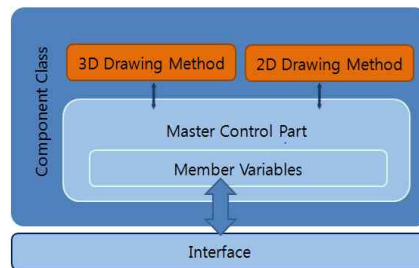 Component Class
3D Drawing Method
2D Drawing Method
Master Control Part
Member Variables
Interface